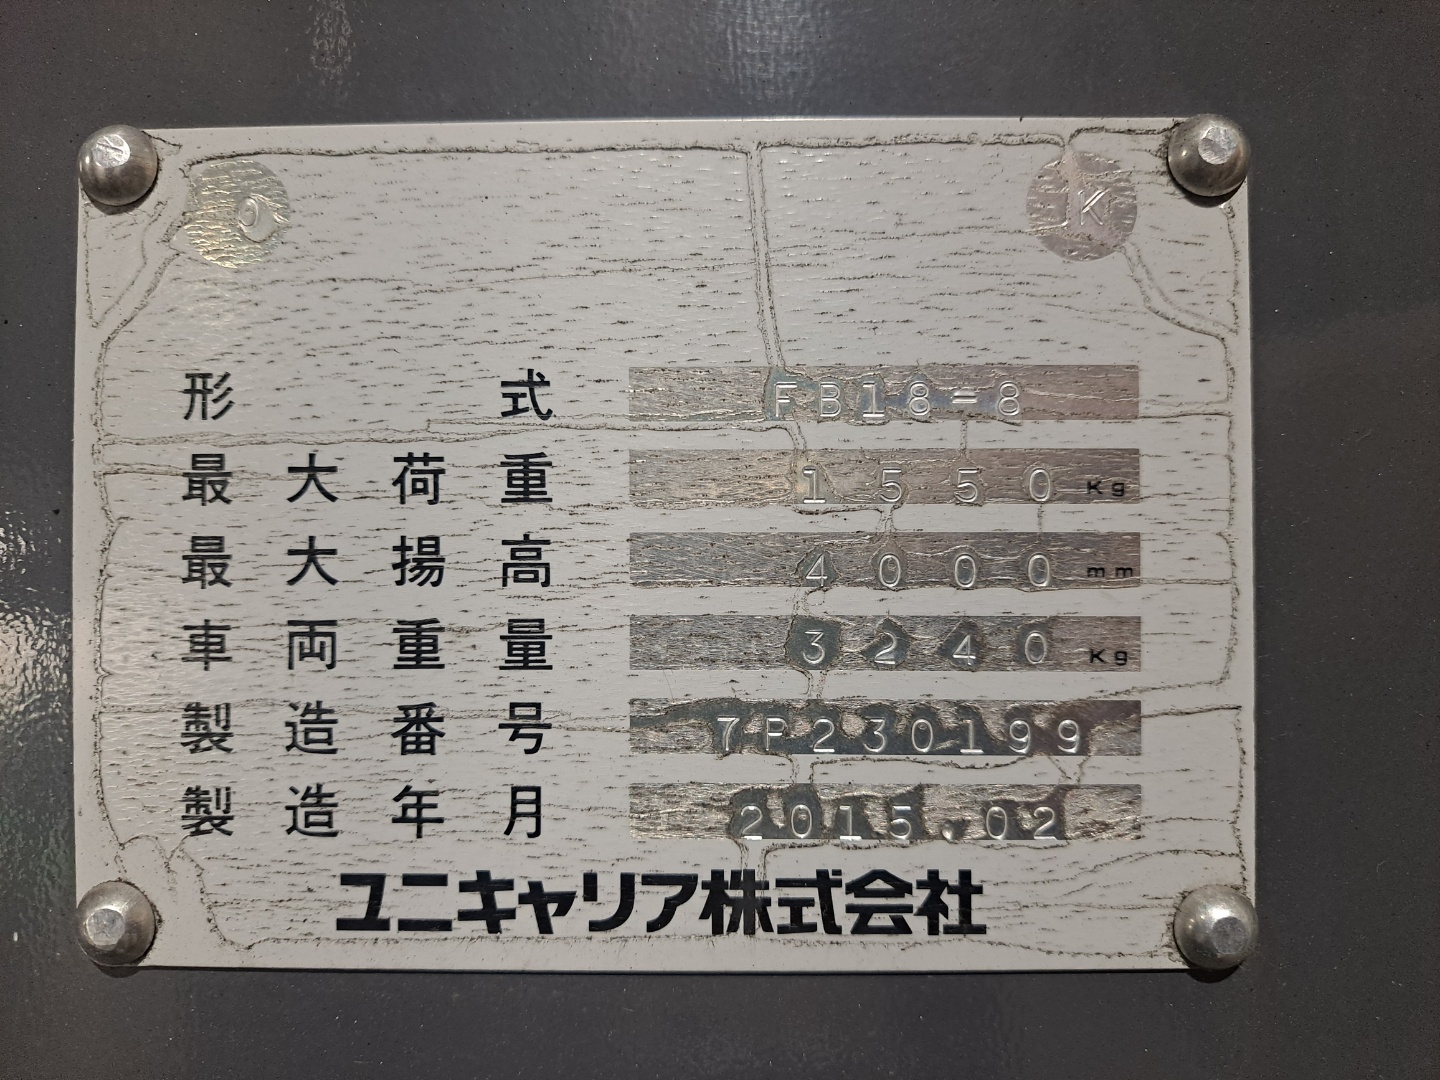 O K
形式 FB18-8
最大荷重 1550 Kg
最大揚高 4000 mm
車両重量 3240 Kg
製造番号 7P230199
製造年月 2015.02
ユニキャリア株式会社